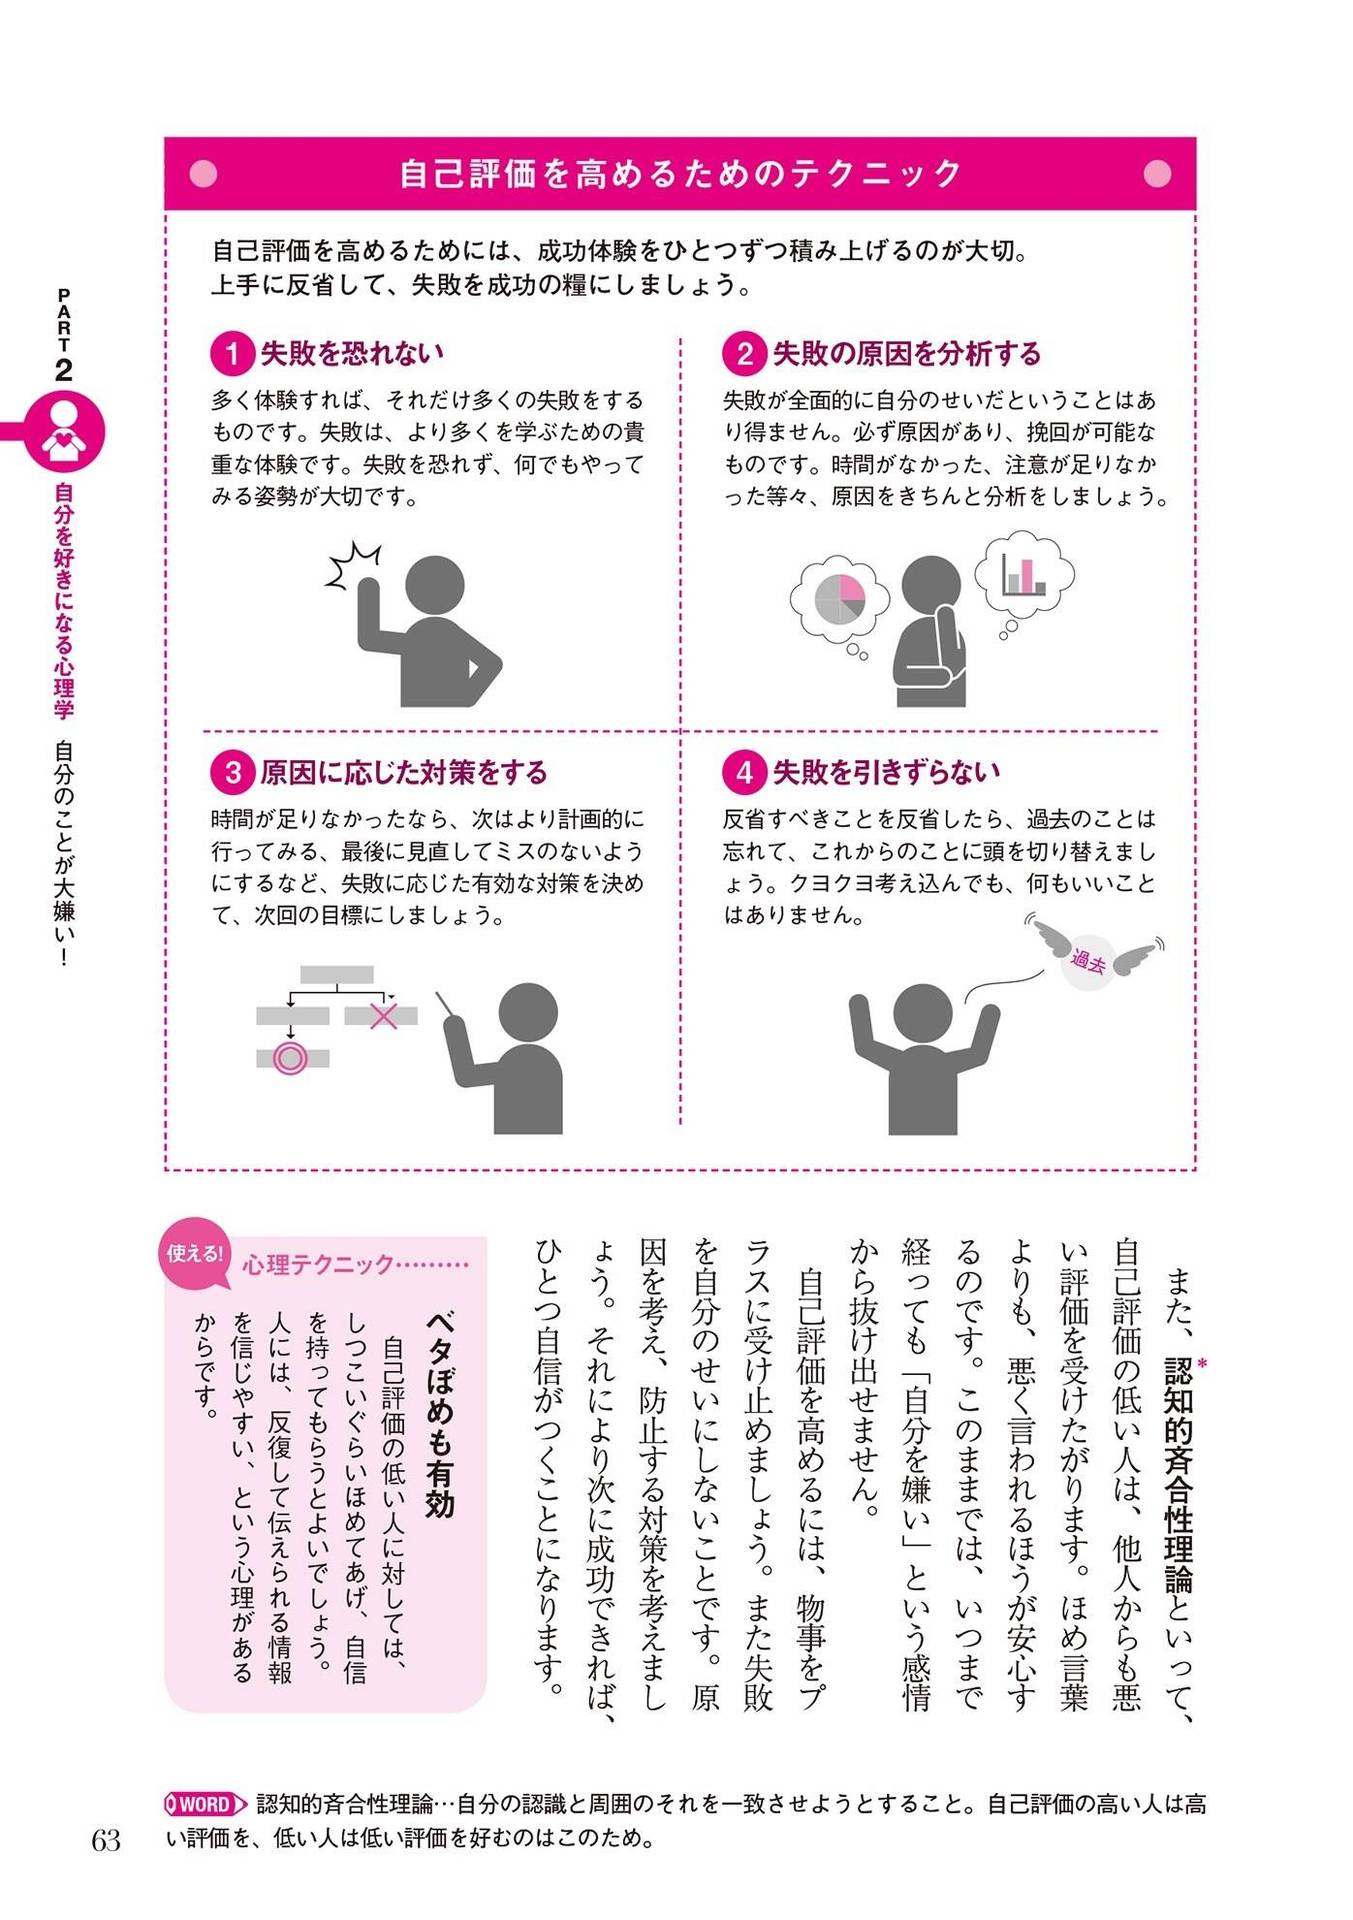 自己評価を高めるためのテクニック
自己評価を高めるためには、成功体験をひとつずつ積み上げるのが大切。
上手に反省して、失敗を成功の糧にしましょう。
1 失敗を恐れない
多く体験すれば、それだけ多くの失敗をする
ものです。失敗は、より多くを学ぶための貴
重な体験です。失敗を恐れず、何でもやって
みる姿勢が大切です。
2 失敗の原因を分析する
失敗が全面的に自分のせいだということはあ
り得ません。必ず原因があり、挽回が可能な
ものです。時間がなかった、注意が足りなか
った等々、原因をきちんと分析をしましょう。
3 原因に応じた対策をする
時間が足りなかったなら、次はより計画的に
行ってみる、最後に見直してミスのないよう
にするなど、失敗に応じた有効な対策を決め
て、次回の目標にしましょう。
4 失敗を引きずらない
反省すべきことを反省したら、過去のことは
忘れて、これからのことに頭を切り替えまし
ょう。クヨクヨ考え込んでも、何もいいこと
はありません。
過去
PART 2
自分を好きになる心理学 自分のことが大嫌い!
また、*認知的斉合性理論といって、
自己評価の低い人は、他人からも悪
い評価を受けたがります。ほめ言葉
よりも、悪く言われるほうが安心す
るのです。このままでは、いつまで
経っても「自分を嫌い」という感情
から抜け出せません。
自己評価を高めるには、物事をプ
ラスに受け止めましょう。また失敗
を自分のせいにしないことです。原
因を考え、防止する対策を考えまし
ょう。それにより次に成功できれば、
ひとつ自信がつくことになります。
使える!
心理テクニック………
ベタぼめも有効
自己評価の低い人に対しては、
しつこいぐらいほめてあげ、自信
を持ってもらうとよいでしょう。
人には、反復して伝えられる情報
を信じやすい、という心理がある
からです。
WORD 認知的斉合性理論…自分の認識と周囲のそれを一致させようとすること。自己評価の高い人は高
い評価を、低い人は低い評価を好むのはこのため。
63